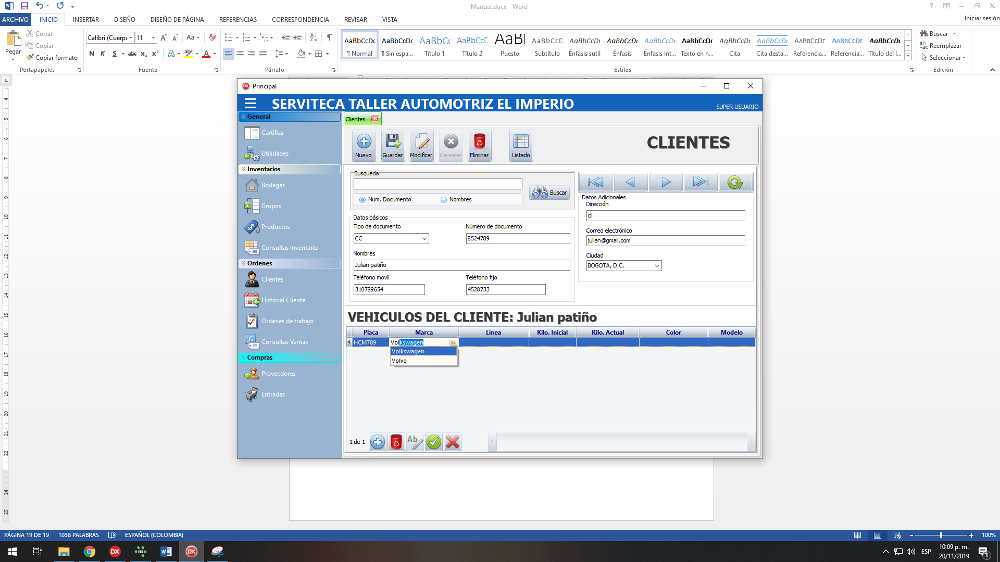 Manual.docx - Word
ARCHIVO INICIO INSERTAR DISEÑO DISEÑO DE PÁGINA REFERENCIAS CORRESPONDENCIA REVISAR VISTA
Iniciar sesión
Pegar
Cortar
Copiar
Copiar formato
Portapapeles
Calibri (Cuerpo 11
N K S abc x₂ x²
Fuente
Párrafo
AaBbCcDc AaBbCcDc AaBbCc AaBbCcD AaBl AaBbCcD AaBbCcDc AaBbCcDc AaBbCcDc AaBbCcDc AaBbCcDc AaBbCcDc AABBCCDE AABBCCDE AaBbCcDc
¶ Normal ¶ Sin espa... Título 1 Título 2 Puesto Subtítulo Énfasis sutil Énfasis Énfasis int... Texto en n... Cita Cita desta... Referencia... Referencia... Título del l...
Estilos
Buscar
Reemplazar
Seleccionar
Edición
Principal
SERVITECA TALLER AUTOMOTRIZ EL IMPERIO
SUPER USUARIO
General
Cartillas
Utilidades
Inventarios
Bodegas
Grupos
Productos
Consultas Inventario
Ordenes
Clientes
Historial Cliente
Ordenes de trabajo
Consultas Ventas
Compras
Proveedores
Entradas
Clientes
Nuevo Guardar Modificar Cancelar Eliminar Listado
CLIENTES
Busqueda
Num. Documento Nombres
Buscar
Datos básicos
Tipo de documento Número de documento
CC 8524789
Nombres
Julian patiño
Teléfono movil Teléfono fijo
310789654 4528733
Datos Adicionales
Dirección
cll
Correo electrónico
julian@gmail.com
Ciudad
BOGOTA, D.C.
VEHICULOS DEL CLIENTE: Julian patiño
Placa Marca Linea Kilo. Inicial Kilo. Actual Color Modelo
HCM789 Volkswagen
Volkswagen
Volvo
1 de 1
PÁGINA 19 DE 19 1038 PALABRAS ESPAÑOL (COLOMBIA)
100%
ESP
10:09 p. m.
20/11/2019